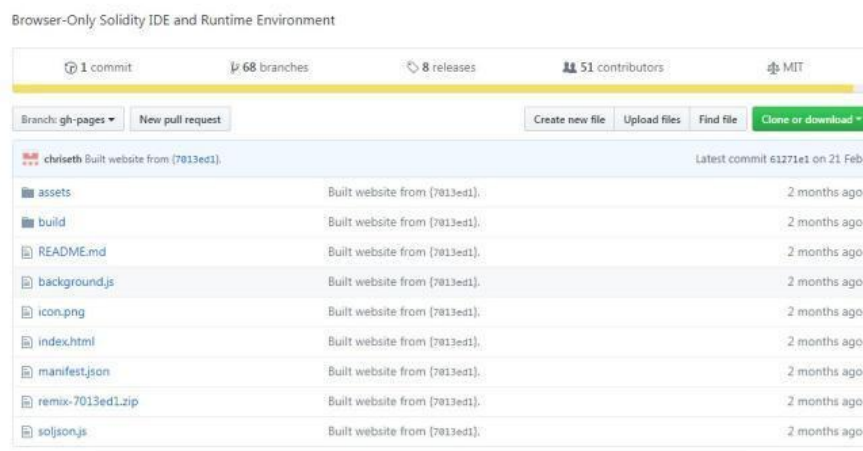 Browser-Only Solidity IDE and Runtime Environment
1 commit 68 branches 8 releases 51 contributors MIT
Branch: gh-pages New pull request Create new file Upload files Find file Clone or download
chriseth Built website from {7013ed1}. Latest commit 61271e1 on 21 Feb
assets Built website from {7013ed1}. 2 months ago
build Built website from {7013ed1}. 2 months ago
README.md Built website from {7013ed1}. 2 months ago
background.js Built website from {7013ed1}. 2 months ago
icon.png Built website from {7013ed1}. 2 months ago
index.html Built website from {7013ed1}. 2 months ago
manifest.json Built website from {7013ed1}. 2 months ago
remix-7013ed1.zip Built website from {7013ed1}. 2 months ago
soljson.js Built website from {7013ed1}. 2 months ago